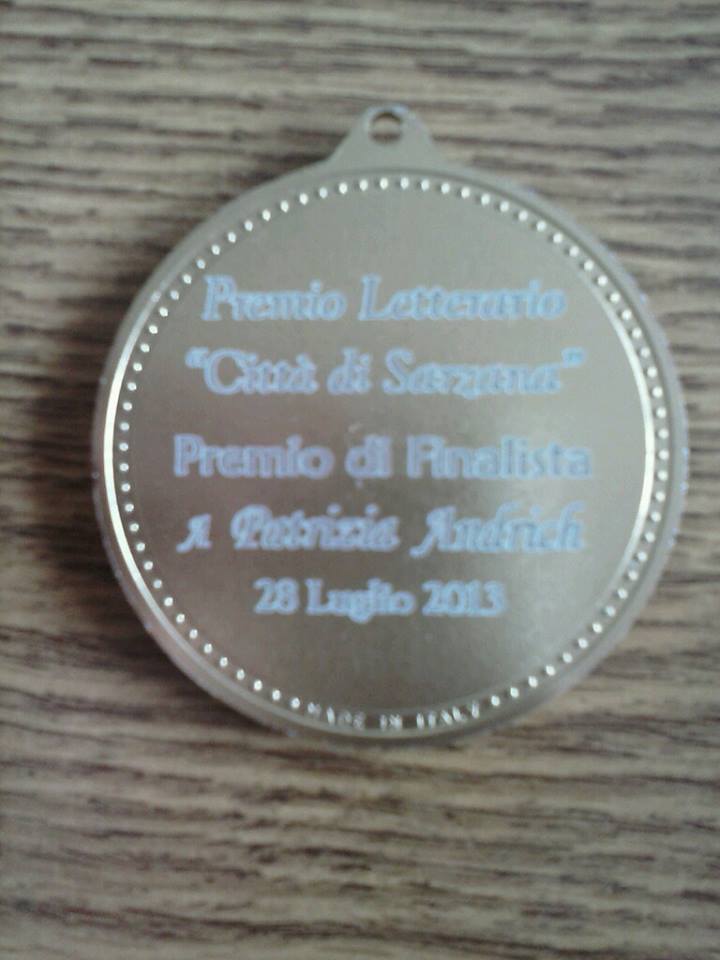 Premio Letterario
"Città di Sarzana"
Premio di Finalista
A Patrizia Andrich
28 Luglio 2013
MADE IN ITALY